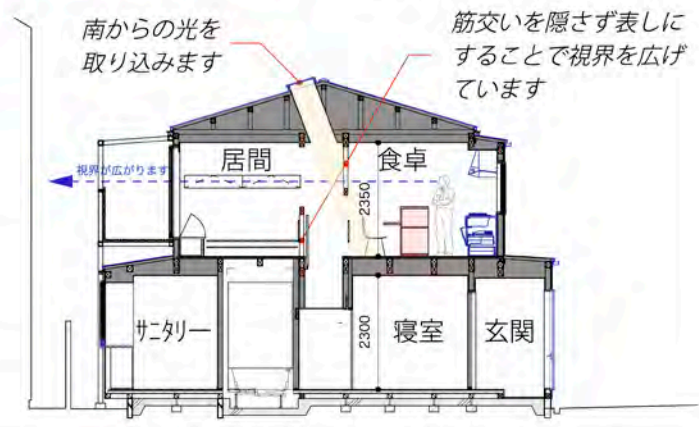 南からの光を
取り込みます
筋交いを隠さず表しに
することで視界を広げ
ています
居間
食卓
視界が広がります
2350
サニタリー
2300
寝室
玄関